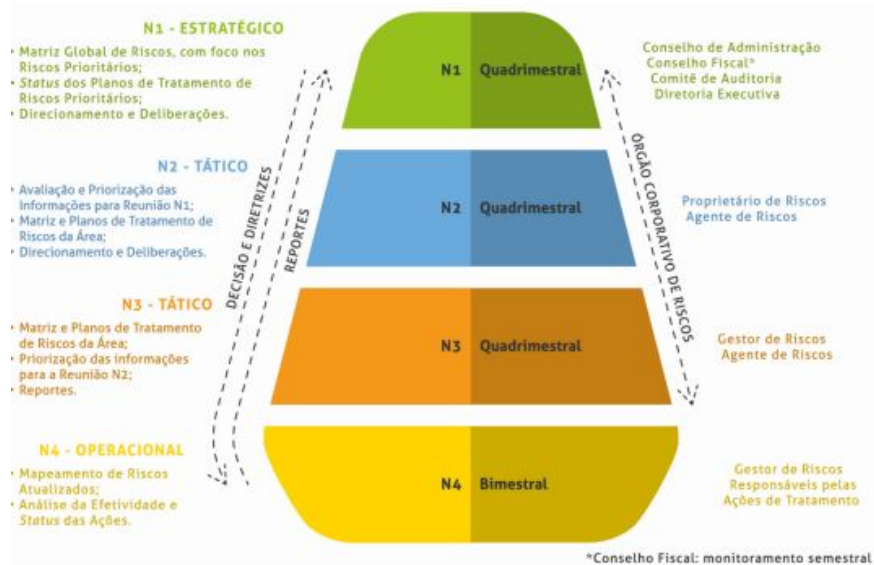 N1 - ESTRATÉGICO
• Matriz Global de Riscos, com foco nos
Riscos Prioritários;
• Status dos Planos de Tratamento de
Riscos Prioritários;
• Direcionamento e Deliberações.
N1 Quadrimestral
Conselho de Administração
Conselho Fiscal*
Comitê de Auditoria
Diretoria Executiva
N2 - TÁTICO
• Avaliação e Priorização das
Informações para Reunião N1;
• Matriz e Planos de Tratamento de
Riscos da Área;
• Direcionamento e Deliberações.
DECISÃO E DIRETRIZES
REPORTES
N2 Quadrimestral
ÓRGÃO CORPORATIVO DE RISCOS
Proprietário de Riscos
Agente de Riscos
N3 - TÁTICO
• Matriz e Planos de Tratamento
de Riscos da Área;
• Priorização das informações
para a Reunião N2;
• Reportes.
N3 Quadrimestral
Gestor de Riscos
Agente de Riscos
N4 - OPERACIONAL
• Mapeamento de Riscos
Atualizados;
• Análise da Efetividade e
Status das Ações.
N4 Bimestral
Gestor de Riscos
Responsáveis pelas
Ações de Tratamento
*Conselho Fiscal: monitoramento semestral